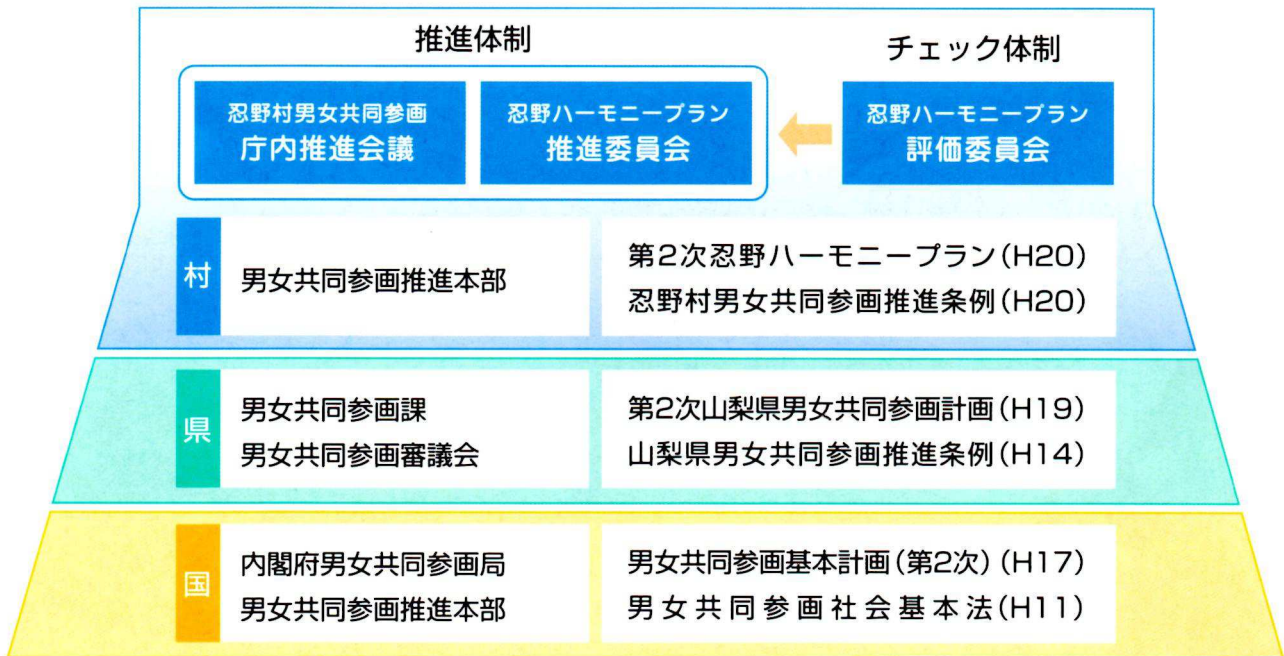 推進体制
チェック体制
忍野村男女共同参画
庁内推進会議
忍野ハーモニープラン
推進委員会
忍野ハーモニープラン
評価委員会
村
男女共同参画推進本部
第2次忍野ハーモニープラン(H20)
忍野村男女共同参画推進条例(H20)
県
男女共同参画課
男女共同参画審議会
第2次山梨県男女共同参画計画(H19)
山梨県男女共同参画推進条例(H14)
国
内閣府男女共同参画局
男女共同参画推進本部
男女共同参画基本計画(第2次)(H17)
男女共同参画社会基本法(H11)